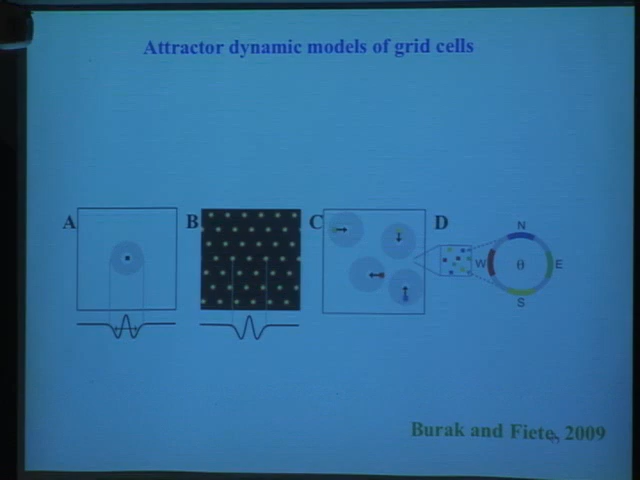 Attractor dynamic models of grid cells
A
B
C
D
N
W
θ
E
S
Burak and Fiete, 2009